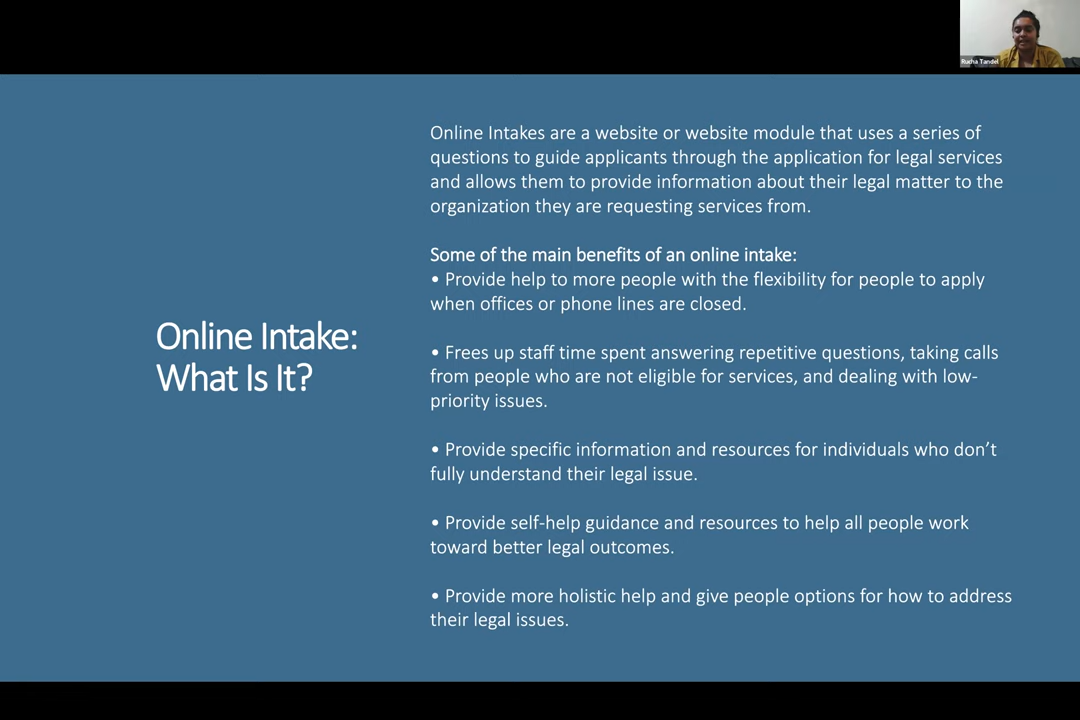 Rucha Tandel
Online Intake:
What Is It?
Online Intakes are a website or website module that uses a series of
questions to guide applicants through the application for legal services
and allows them to provide information about their legal matter to the
organization they are requesting services from.
Some of the main benefits of an online intake:
• Provide help to more people with the flexibility for people to apply
when offices or phone lines are closed.
• Frees up staff time spent answering repetitive questions, taking calls
from people who are not eligible for services, and dealing with low-
priority issues.
• Provide specific information and resources for individuals who don’t
fully understand their legal issue.
• Provide self-help guidance and resources to help all people work
toward better legal outcomes.
• Provide more holistic help and give people options for how to address
their legal issues.